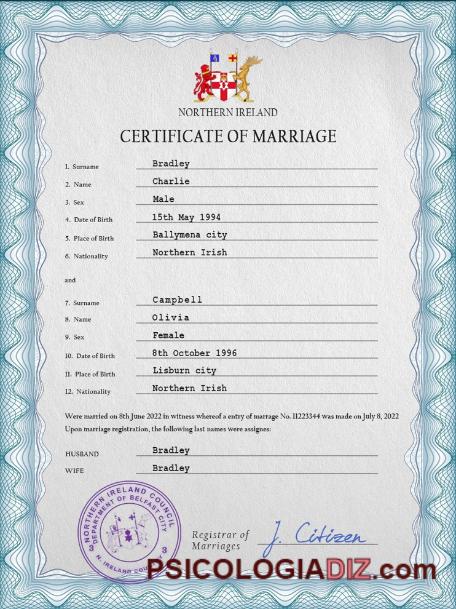 NORTHERN IRELAND
CERTIFICATE OF MARRIAGE
1. Surname Bradley
2. Name Charlie
3. Sex Male
4. Date of Birth 15th May 1994
5. Place of Birth Ballymena city
6. Nationality Northern Irish
and
7. Surname Campbell
8. Name Olivia
9. Sex Female
10. Date of Birth 8th October 1996
11. Place of Birth Lisburn city
12. Nationality Northern Irish
Were married on 8th June 2022 in witness whereof a entry of marrage No. 11223344 was made on July 8, 2022
Upon marriage registration, the following last names were assignes:
HUSBAND Bradley
WIFE Bradley
NORTHERN IRELAND COUNCIL
DEPARTMENT OF BELFAST CITY
3 3
N. IRELAND COU
Registrar of J. Citizen
Marriages
PSICOLOGIADIZ.com